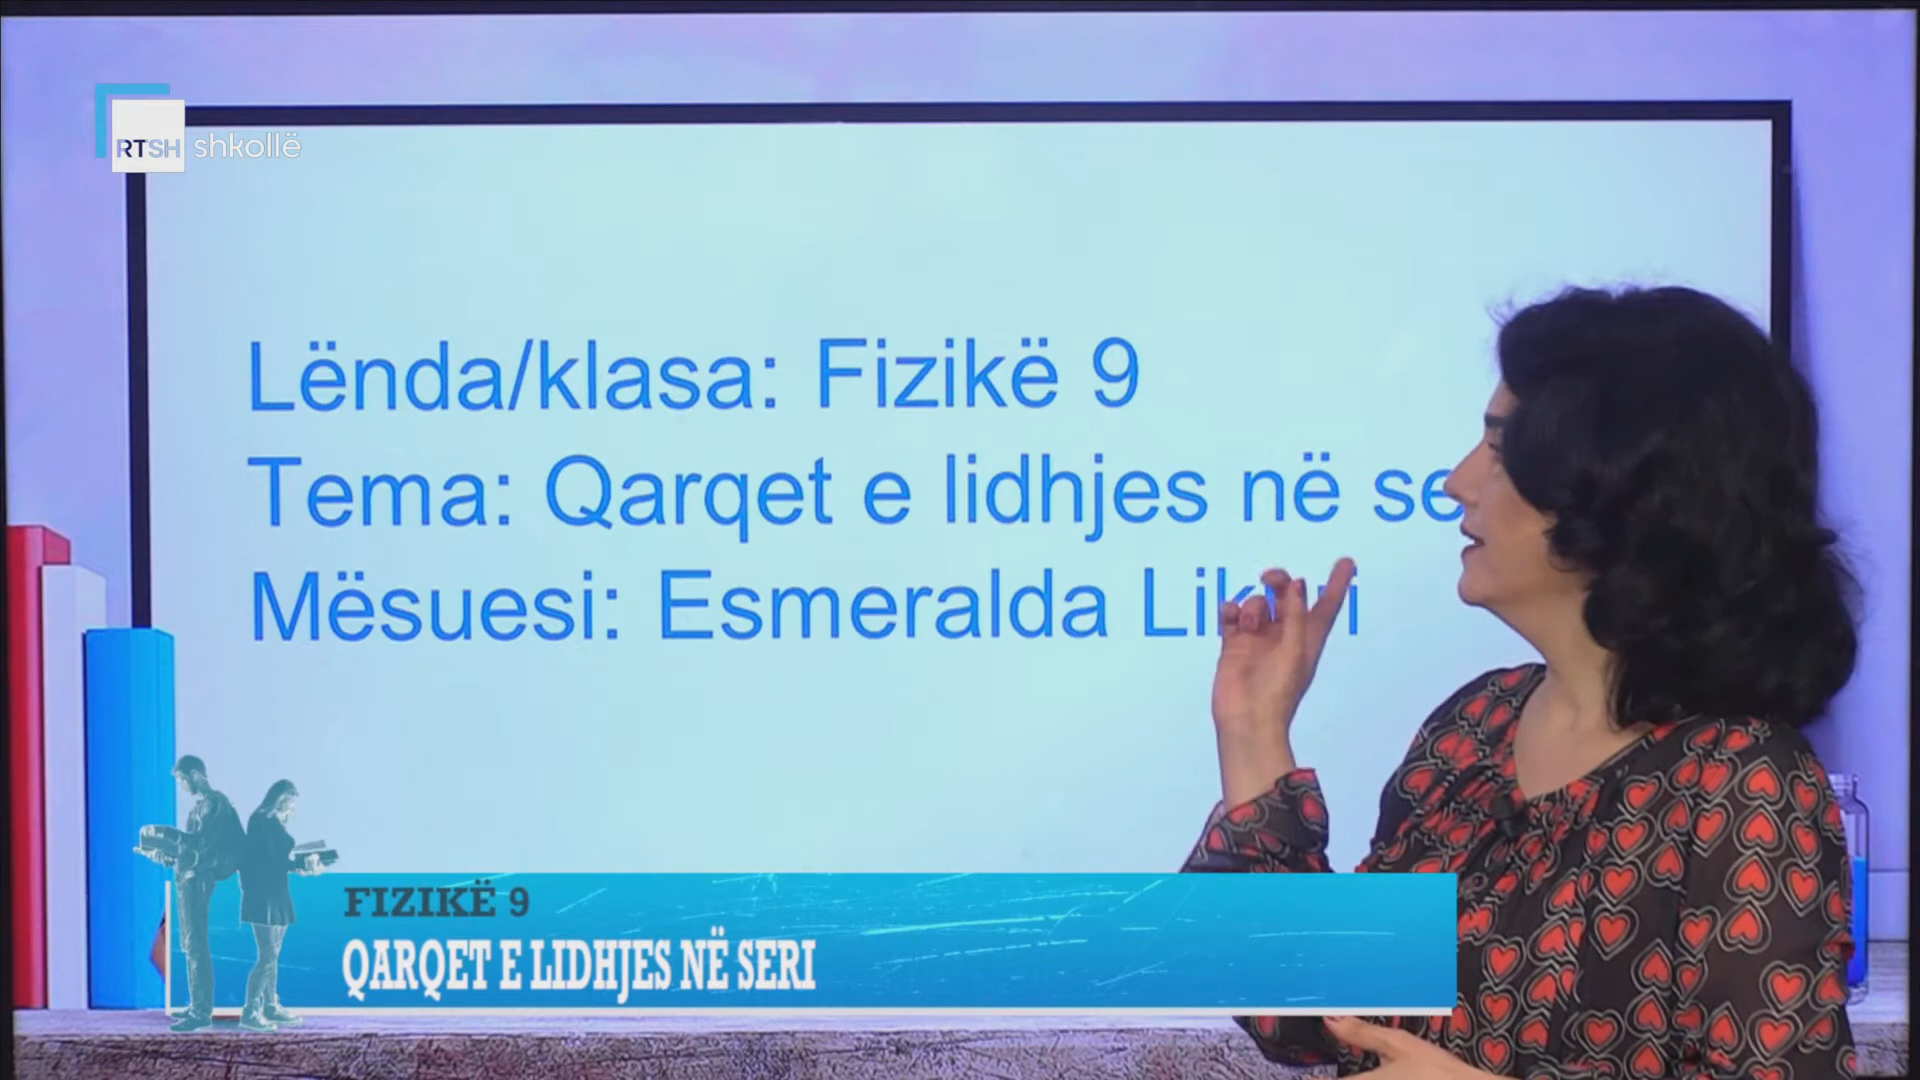 RTSH shkollë
Lënda/klasa: Fizikë 9
Tema: Qarqet e lidhjes në se
Mësuesi: Esmeralda
FIZIKË 9
QARQET E LIDHJES NË SERI